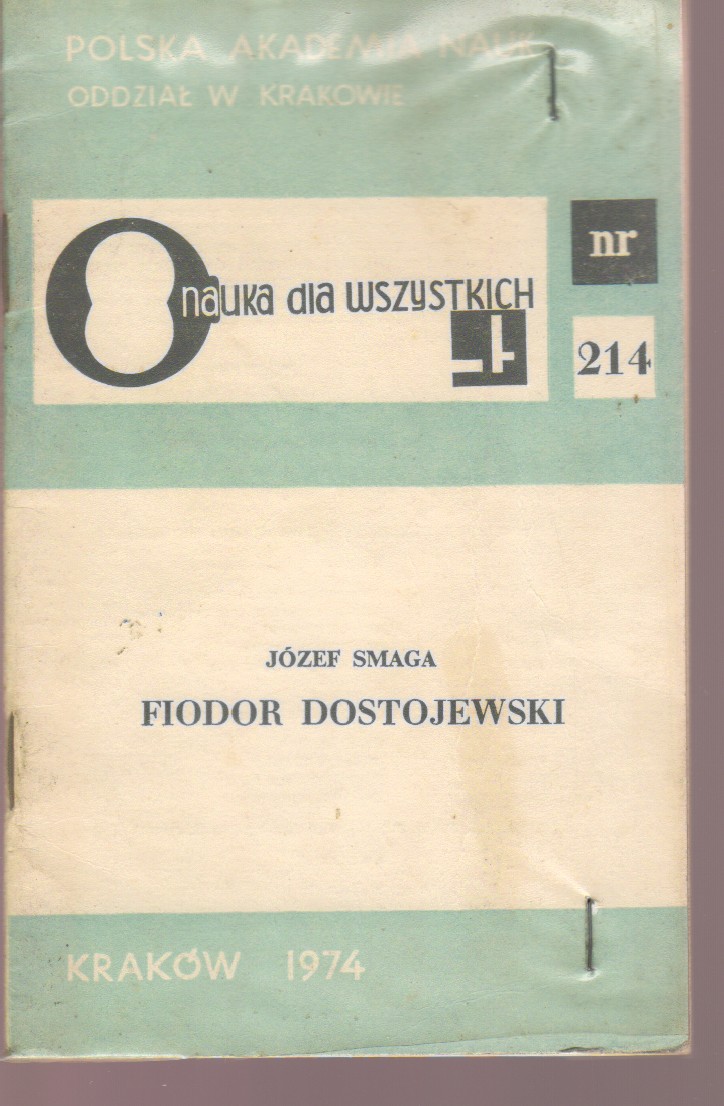 POLSKA AKADEMIA NAUK
ODDZIAŁ W KRAKOWIE
nauka dla wszystkich
nr
214
JÓZEF SMAGA
FIODOR DOSTOJEWSKI
KRAKÓW 1974